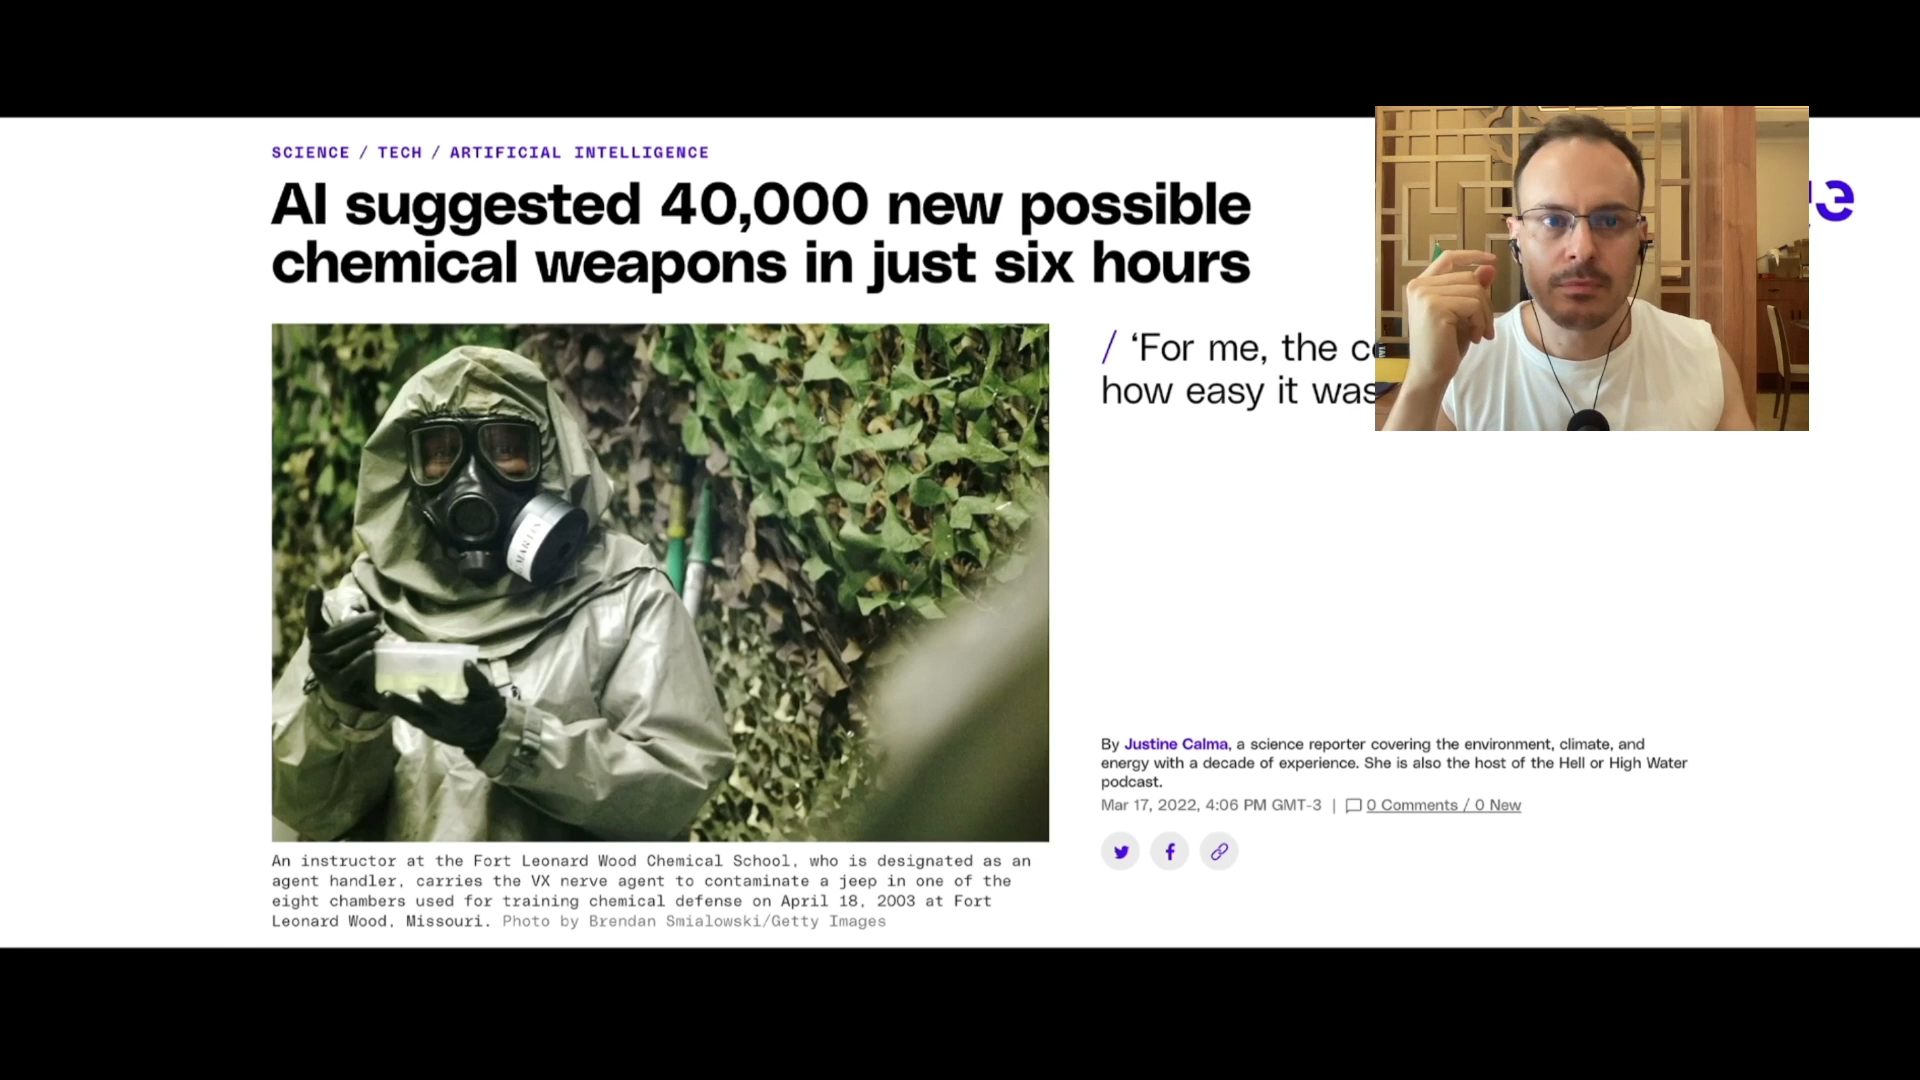 SCIENCE / TECH / ARTIFICIAL INTELLIGENCE
AI suggested 40,000 new possible
chemical weapons in just six hours
/ ‘For me, the
how easy it was
By Justine Calma, a science reporter covering the environment, climate, and
energy with a decade of experience. She is also the host of the Hell or High Water
podcast.
Mar 17, 2022, 4:06 PM GMT-3 | 0 Comments / 0 New
MARTIN
An instructor at the Fort Leonard Wood Chemical School, who is designated as an
agent handler, carries the VX nerve agent to contaminate a jeep in one of the
eight chambers used for training chemical defense on April 18, 2003 at Fort
Leonard Wood, Missouri. Photo by Brendan Smialowski/Getty Images